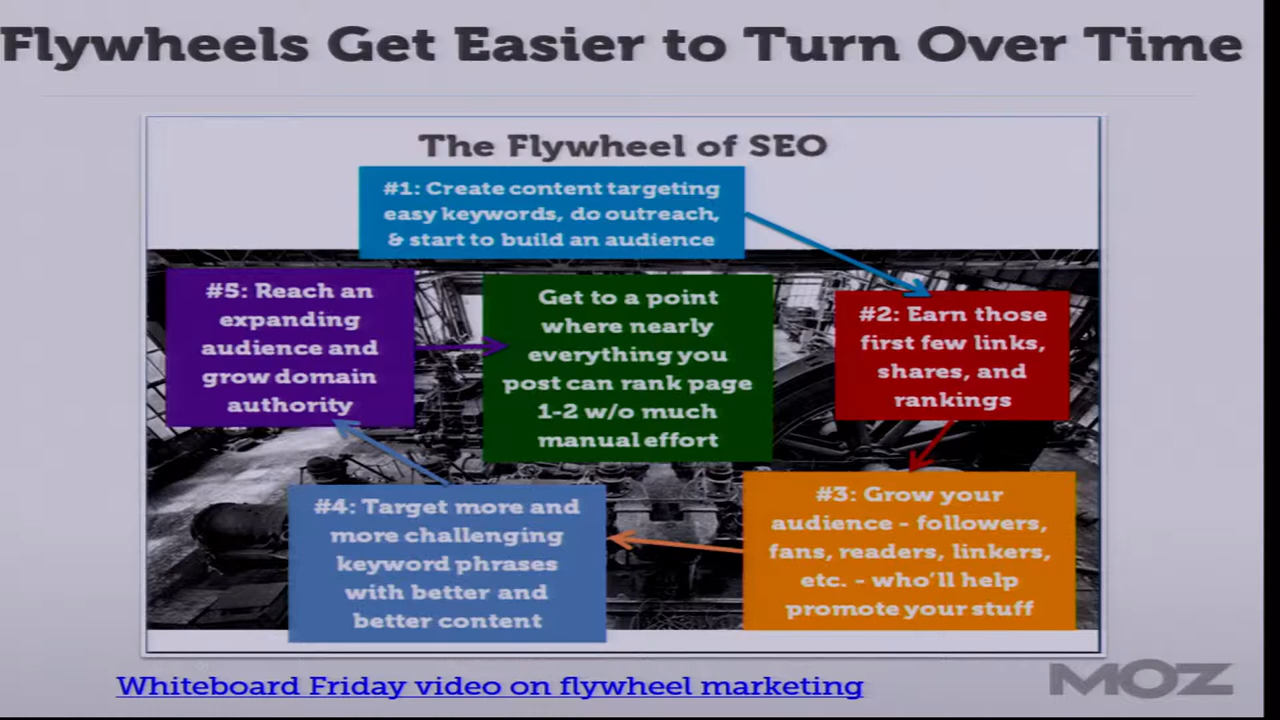 Flywheels Get Easier to Turn Over Time
The Flywheel of SEO
#1: Create content targeting
easy keywords, do outreach,
& start to build an audience
#2: Earn those
first few links,
shares, and
rankings
#3: Grow your
audience - followers,
fans, readers, linkers,
etc. - who'll help
promote your stuff
#4: Target more and
more challenging
keyword phrases
with better and
better content
#5: Reach an
expanding
audience and
grow domain
authority
Get to a point
where nearly
everything you
post can rank page
1-2 w/o much
manual effort
Whiteboard Friday video on flywheel marketing
MOZ